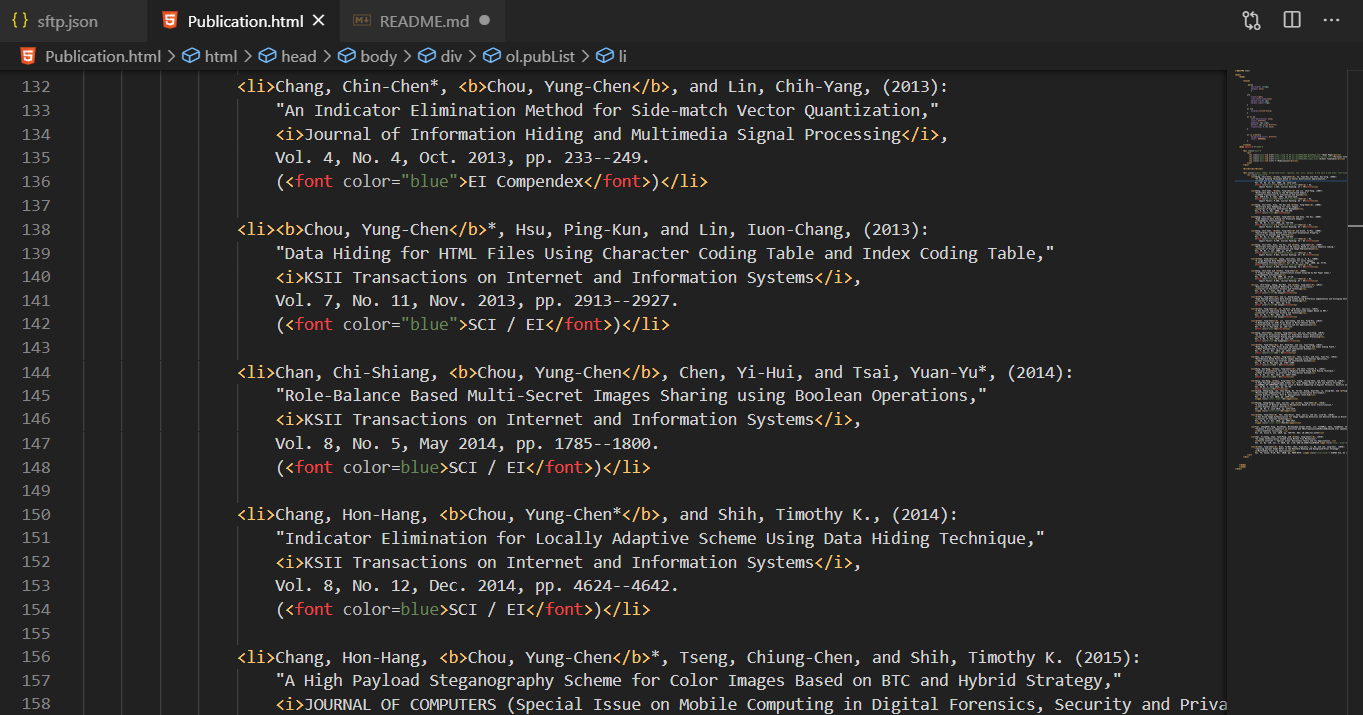 { } sftp.json
Publication.html
README.md
Publication.html > html > head > body > div > ol.pubList > li
132 <li>Chang, Chin-Chen*, <b>Chou, Yung-Chen</b>, and Lin, Chih-Yang, (2013):
133 "An Indicator Elimination Method for Side-match Vector Quantization,"
134 <i>Journal of Information Hiding and Multimedia Signal Processing</i>,
135 Vol. 4, No. 4, Oct. 2013, pp. 233--249.
136 (<font color="blue">EI Compendex</font>)</li>
137
138 <li><b>Chou, Yung-Chen</b>*, Hsu, Ping-Kun, and Lin, Iuon-Chang, (2013):
139 "Data Hiding for HTML Files Using Character Coding Table and Index Coding Table,"
140 <i>KSII Transactions on Internet and Information Systems</i>,
141 Vol. 7, No. 11, Nov. 2013, pp. 2913--2927.
142 (<font color="blue">SCI / EI</font>)</li>
143
144 <li>Chan, Chi-Shiang, <b>Chou, Yung-Chen</b>, Chen, Yi-Hui, and Tsai, Yuan-Yu*, (2014):
145 "Role-Balance Based Multi-Secret Images Sharing using Boolean Operations,"
146 <i>KSII Transactions on Internet and Information Systems</i>,
147 Vol. 8, No. 5, May 2014, pp. 1785--1800.
148 (<font color=blue>SCI / EI</font>)</li>
149
150 <li>Chang, Hon-Hang, <b>Chou, Yung-Chen*</b>, and Shih, Timothy K., (2014):
151 "Indicator Elimination for Locally Adaptive Scheme Using Data Hiding Technique,"
152 <i>KSII Transactions on Internet and Information Systems</i>,
153 Vol. 8, No. 12, Dec. 2014, pp. 4624--4642.
154 (<font color=blue>SCI / EI</font>)</li>
155
156 <li>Chang, Hon-Hang, <b>Chou, Yung-Chen</b>*, Tseng, Chiung-Chen, and Shih, Timothy K. (2015):
157 "A High Payload Steganography Scheme for Color Images Based on BTC and Hybrid Strategy,"
158 <i>JOURNAL OF COMPUTERS (Special Issue on Mobile Computing in Digital Forensics, Security and Priva